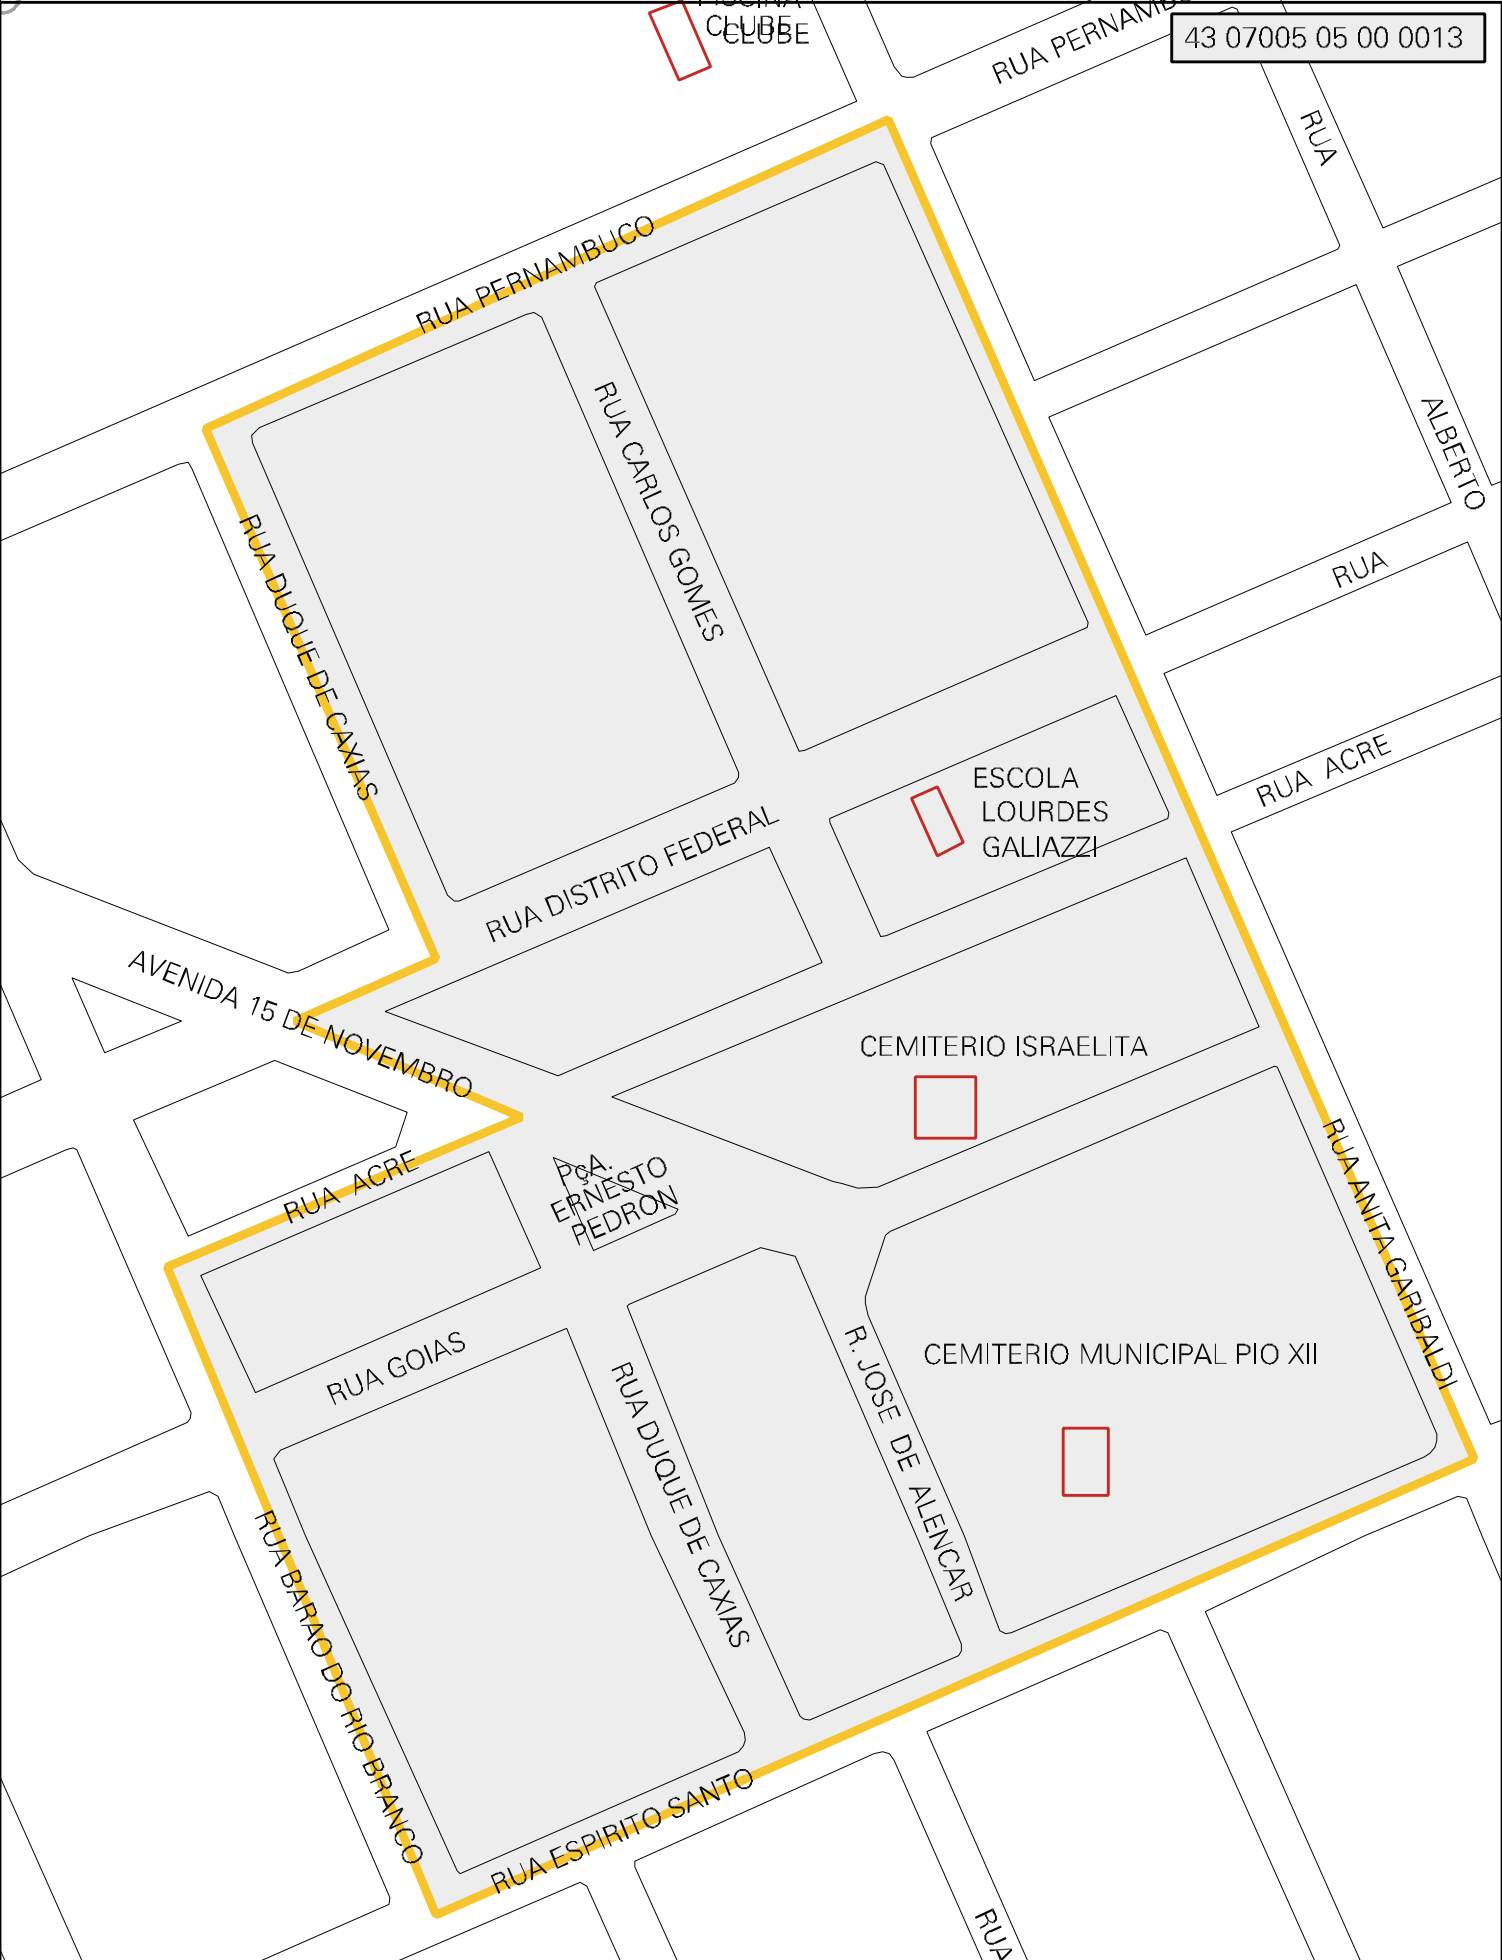 CLUBE
CLUBE
43 07005 05 00 0013
RUA
RUA PERNAMBUCO
RUA CARLOS GOMES
ALBERTO
RUA DUQUE DE CAXIAS
RUA
RUA ACRE
ESCOLA
LOURDES
GALIAZZI
RUA DISTRITO FEDERAL
AVENIDA 15 DE NOVEMBRO
CEMITERIO ISRAELITA
RUA ACRE
PçA.
ERNESTO
PEDRON
RUA ANITA GARIBALDI
RUA GOIAS
CEMITERIO MUNICIPAL PIO XII
RUA DUQUE DE CAXIAS
R. JOSE DE ALENCAR
RUA BARAO DO RIO BRANCO
RUA ESPIRITO SANTO
RUA